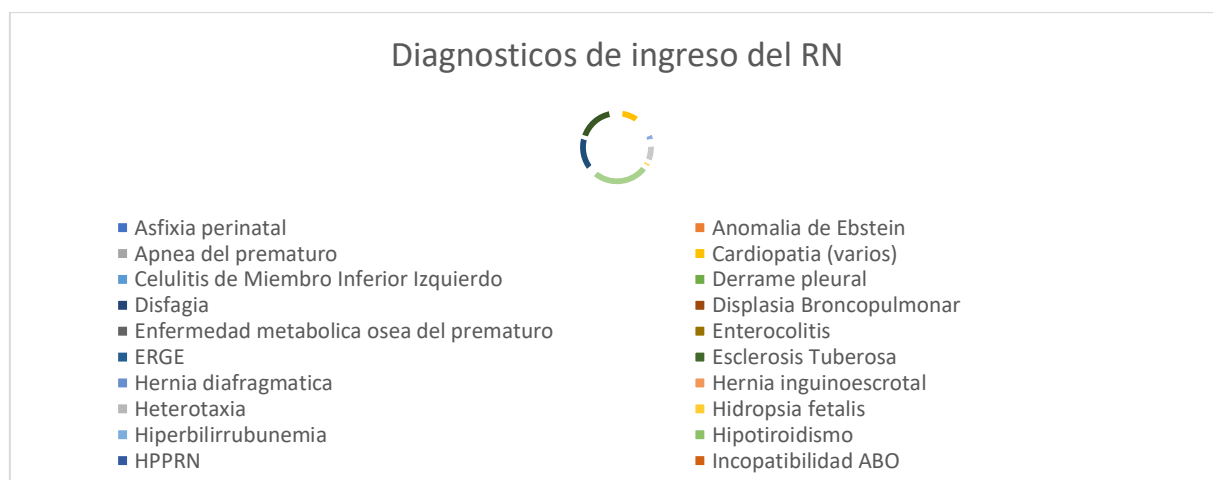 Diagnosticos de ingreso del RN
Asfixia perinatal
Anomalia de Ebstein
Apnea del prematuro
Cardiopatia (varios)
Celulitis de Miembro Inferior Izquierdo
Derrame pleural
Disfagia
Displasia Broncopulmonar
Enfermedad metabolica osea del prematuro
Enterocolitis
ERGE
Esclerosis Tuberosa
Hernia diafragmatica
Hernia inguinoescrotal
Heterotaxia
Hidropsia fetalis
Hiperbilirrubunemia
Hipotiroidismo
HPPRN
Incopatibilidad ABO